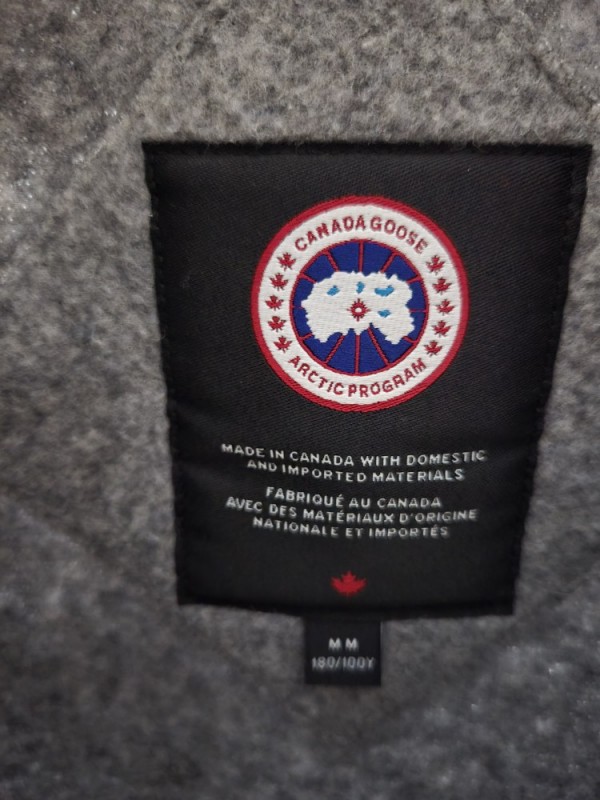 CANADA GOOSE
ARCTIC PROGRAM
MADE IN CANADA WITH DOMESTIC
AND IMPORTED MATERIALS
FABRIQUÉ AU CANADA
AVEC DES MATÉRIAUX D'ORIGINE
NATIONALE ET IMPORTÉS
M M
180/100Y